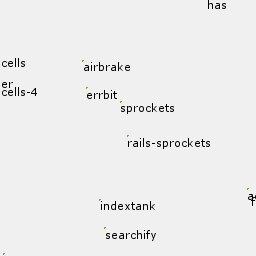 has
cells
airbrake
er
cells-4
errbit
sprockets
rails-sprockets
indextank
searchify